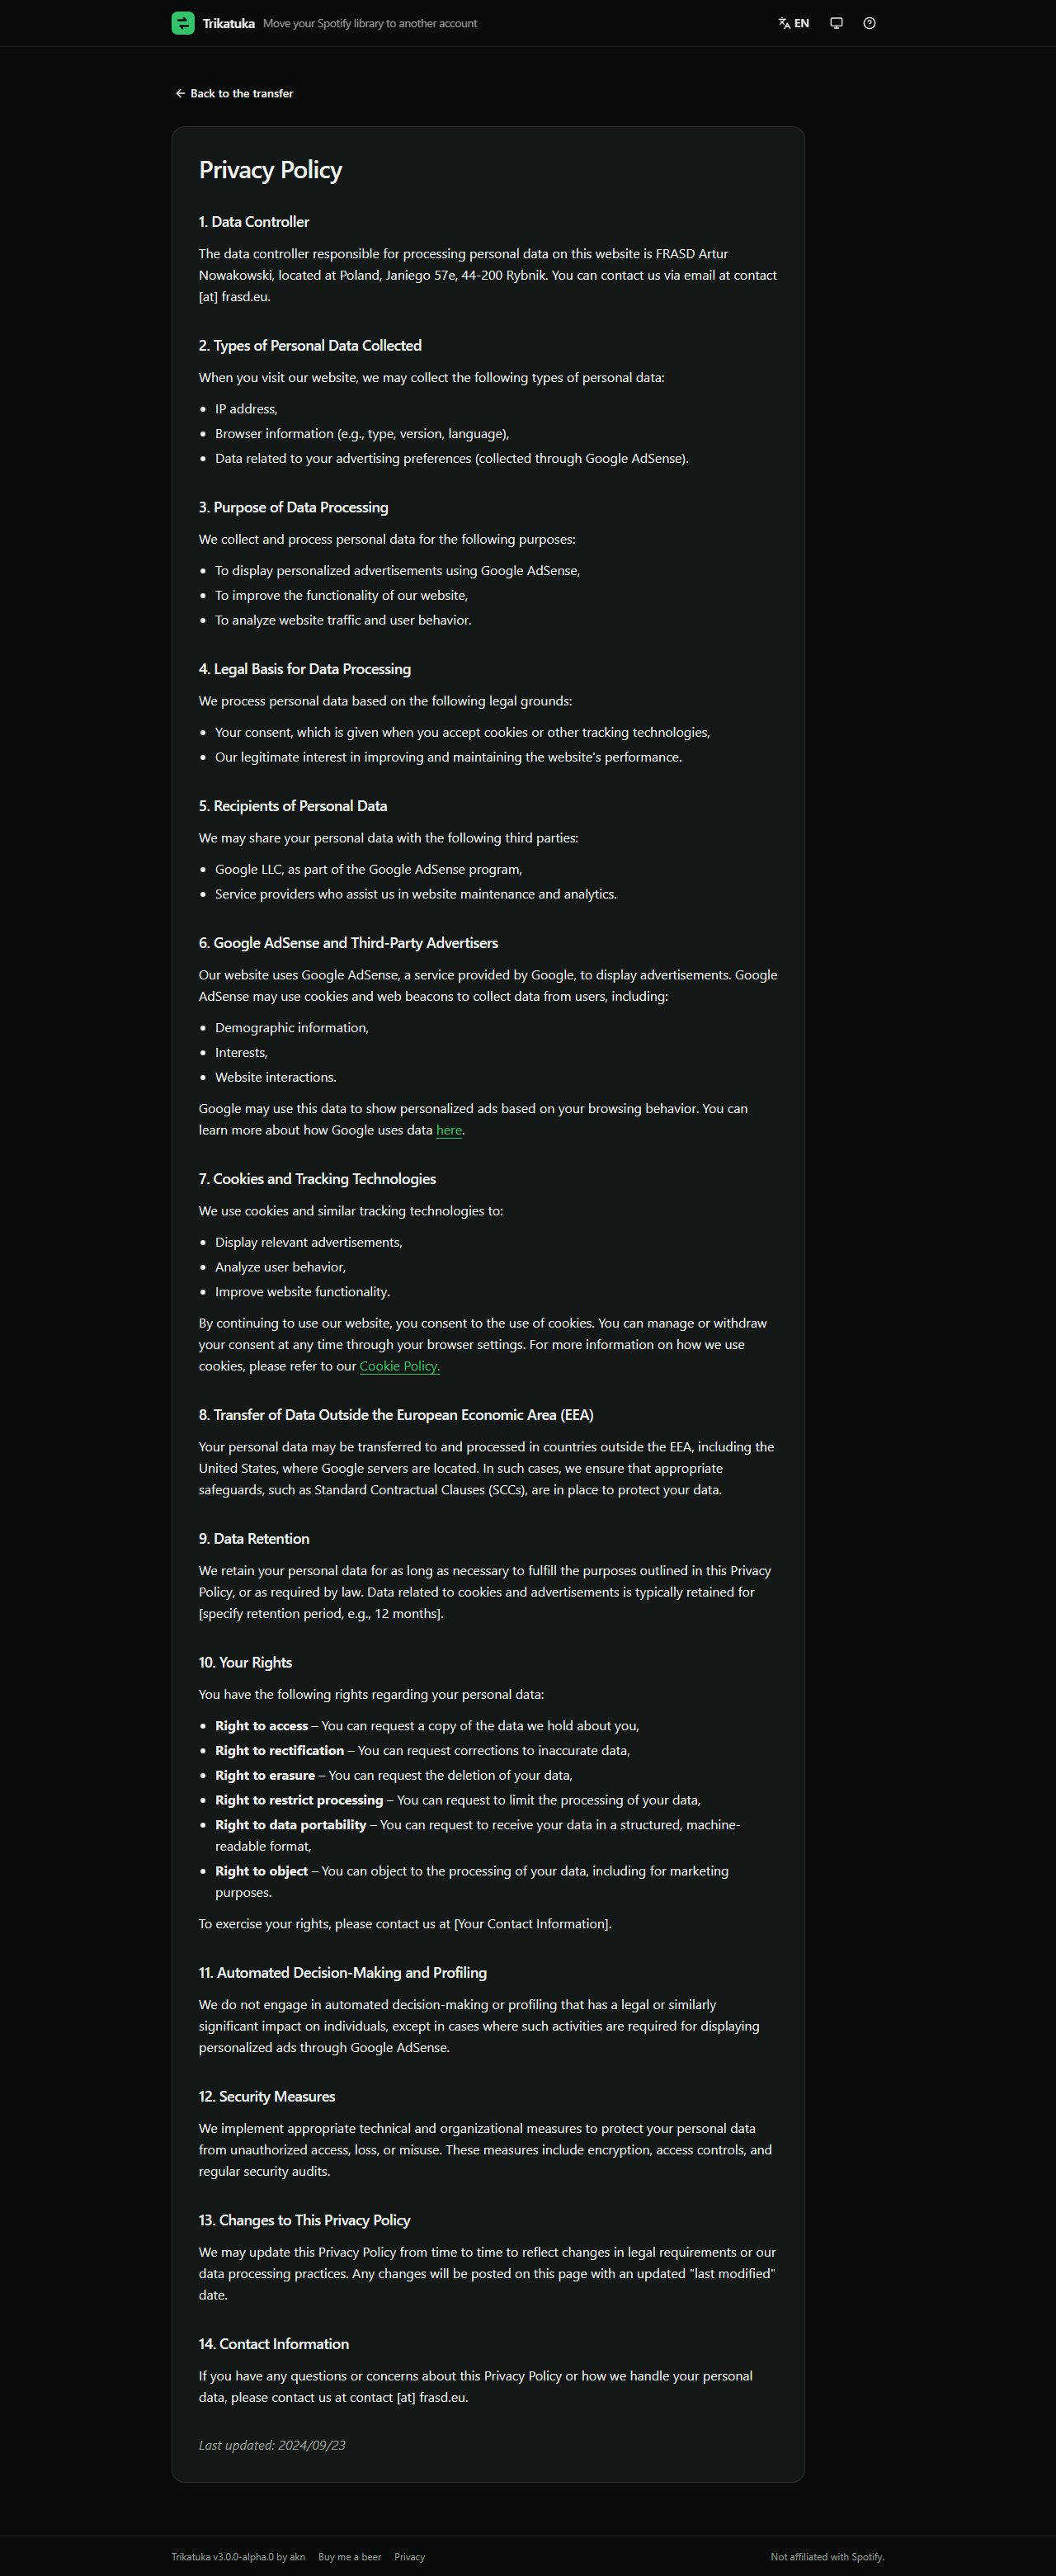 Trikatuka Move your Spotify library to another account EN
Back to the transfer
Privacy Policy
1. Data Controller
The data controller responsible for processing personal data on this website is FRASD Artur
Nowakowski, located at Poland, Janiego 57e, 44-200 Rybnik. You can contact us via email at contact
[at] frasd.eu.
2. Types of Personal Data Collected
When you visit our website, we may collect the following types of personal data:
• IP address,
• Browser information (e.g., type, version, language),
• Data related to your advertising preferences (collected through Google AdSense).
3. Purpose of Data Processing
We collect and process personal data for the following purposes:
• To display personalized advertisements using Google AdSense,
• To improve the functionality of our website,
• To analyze website traffic and user behavior.
4. Legal Basis for Data Processing
We process personal data based on the following legal grounds:
• Your consent, which is given when you accept cookies or other tracking technologies,
• Our legitimate interest in improving and maintaining the website's performance.
5. Recipients of Personal Data
We may share your personal data with the following third parties:
• Google LLC, as part of the Google AdSense program,
• Service providers who assist us in website maintenance and analytics.
6. Google AdSense and Third-Party Advertisers
Our website uses Google AdSense, a service provided by Google, to display advertisements. Google
AdSense may use cookies and web beacons to collect data from users, including:
• Demographic information,
• Interests,
• Website interactions.
Google may use this data to show personalized ads based on your browsing behavior. You can
learn more about how Google uses data here.
7. Cookies and Tracking Technologies
We use cookies and similar tracking technologies to:
• Display relevant advertisements,
• Analyze user behavior,
• Improve website functionality.
By continuing to use our website, you consent to the use of cookies. You can manage or withdraw
your consent at any time through your browser settings. For more information on how we use
cookies, please refer to our Cookie Policy.
8. Transfer of Data Outside the European Economic Area (EEA)
Your personal data may be transferred to and processed in countries outside the EEA, including the
United States, where Google servers are located. In such cases, we ensure that appropriate
safeguards, such as Standard Contractual Clauses (SCCs), are in place to protect your data.
9. Data Retention
We retain your personal data for as long as necessary to fulfill the purposes outlined in this Privacy
Policy, or as required by law. Data related to cookies and advertisements is typically retained for
[specify retention period, e.g., 12 months].
10. Your Rights
You have the following rights regarding your personal data:
• Right to access – You can request a copy of the data we hold about you,
• Right to rectification – You can request corrections to inaccurate data,
• Right to erasure – You can request the deletion of your data,
• Right to restrict processing – You can request to limit the processing of your data,
• Right to data portability – You can request to receive your data in a structured, machine-
readable format,
• Right to object – You can object to the processing of your data, including for marketing
purposes.
To exercise your rights, please contact us at [Your Contact Information].
11. Automated Decision-Making and Profiling
We do not engage in automated decision-making or profiling that has a legal or similarly
significant impact on individuals, except in cases where such activities are required for displaying
personalized ads through Google AdSense.
12. Security Measures
We implement appropriate technical and organizational measures to protect your personal data
from unauthorized access, loss, or misuse. These measures include encryption, access controls, and
regular security audits.
13. Changes to This Privacy Policy
We may update this Privacy Policy from time to time to reflect changes in legal requirements or our
data processing practices. Any changes will be posted on this page with an updated "last modified"
date.
14. Contact Information
If you have any questions or concerns about this Privacy Policy or how we handle your personal
data, please contact us at contact [at] frasd.eu.
Last updated: 2024/09/23
Trikatuka v3.0.0-alpha.0 by akn Buy me a beer Privacy Not affiliated with Spotify.